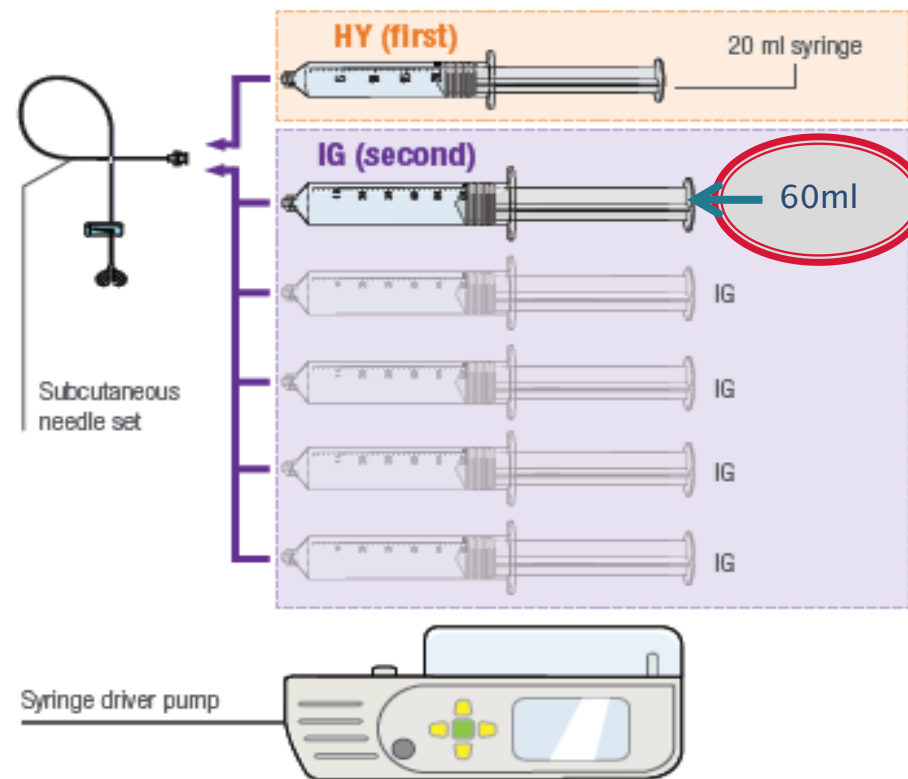 HY (first)
20 ml syringe
IG (second)
60ml
IG
IG
IG
IG
Subcutaneous
needle set
Syringe driver pump